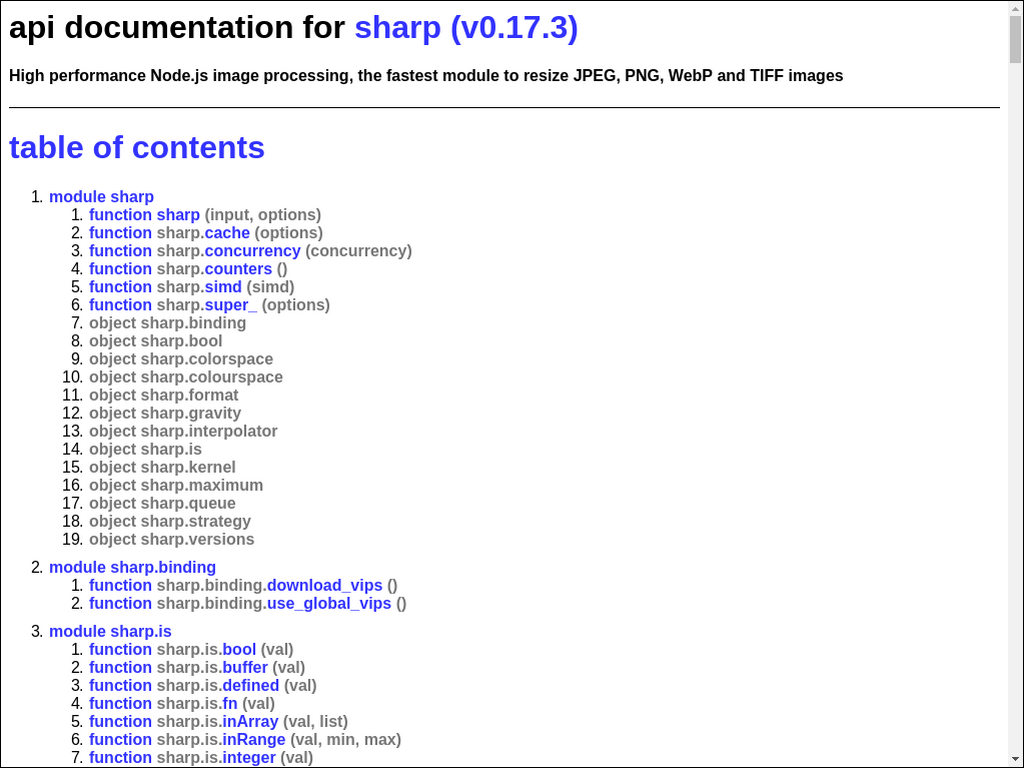 api documentation for sharp (v0.17.3)
High performance Node.js image processing, the fastest module to resize JPEG, PNG, WebP and TIFF images
table of contents
1. module sharp
1. function sharp (input, options)
2. function sharp.cache (options)
3. function sharp.concurrency (concurrency)
4. function sharp.counters ()
5. function sharp.simd (simd)
6. function sharp.super_ (options)
7. object sharp.binding
8. object sharp.bool
9. object sharp.colorspace
10. object sharp.colourspace
11. object sharp.format
12. object sharp.gravity
13. object sharp.interpolator
14. object sharp.is
15. object sharp.kernel
16. object sharp.maximum
17. object sharp.queue
18. object sharp.strategy
19. object sharp.versions
2. module sharp.binding
1. function sharp.binding.download_vips ()
2. function sharp.binding.use_global_vips ()
3. module sharp.is
1. function sharp.is.bool (val)
2. function sharp.is.buffer (val)
3. function sharp.is.defined (val)
4. function sharp.is.fn (val)
5. function sharp.is.inArray (val, list)
6. function sharp.is.inRange (val, min, max)
7. function sharp.is.integer (val)